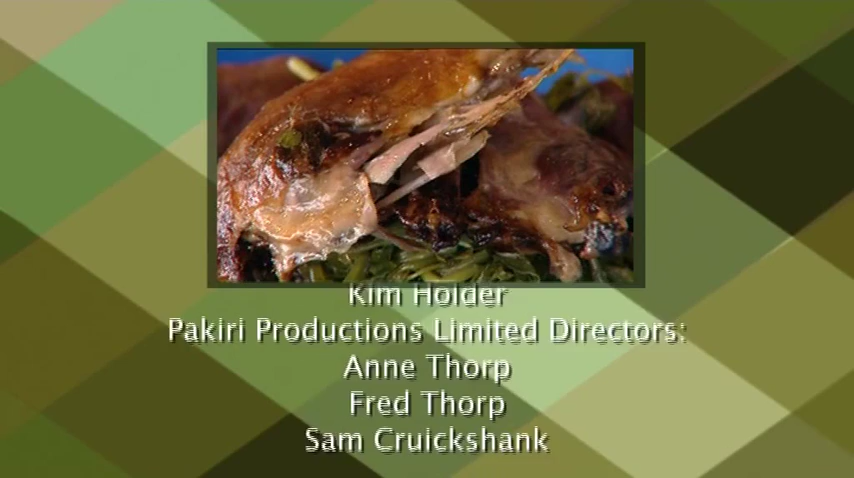 Kim Holder
Pakiri Productions Limited Directors:
Anne Thorp
Fred Thorp
Sam Cruickshank